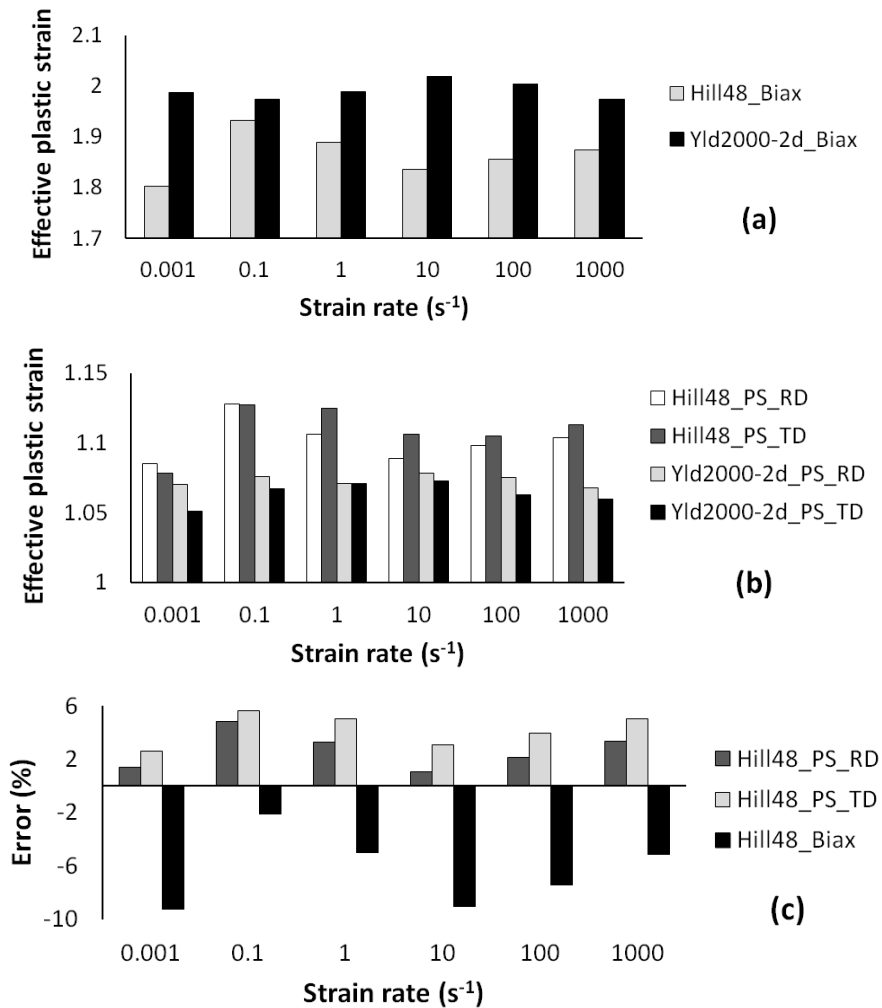 2.1
2
1.9
1.8
1.7
Effective plastic strain
0.001 0.1 1 10 100 1000
Strain rate (s-1)
Hill48_Biax
Yld2000-2d_Biax
(a)
1.15
1.1
1.05
1
Effective plastic strain
0.001 0.1 1 10 100 1000
Strain rate (s-1)
Hill48_PS_RD
Hill48_PS_TD
Yld2000-2d_PS_RD
Yld2000-2d_PS_TD
(b)
6
2
-2
-6
-10
Error (%)
0.001 0.1 1 10 100 1000
Strain rate (s-1)
Hill48_PS_RD
Hill48_PS_TD
Hill48_Biax
(c)